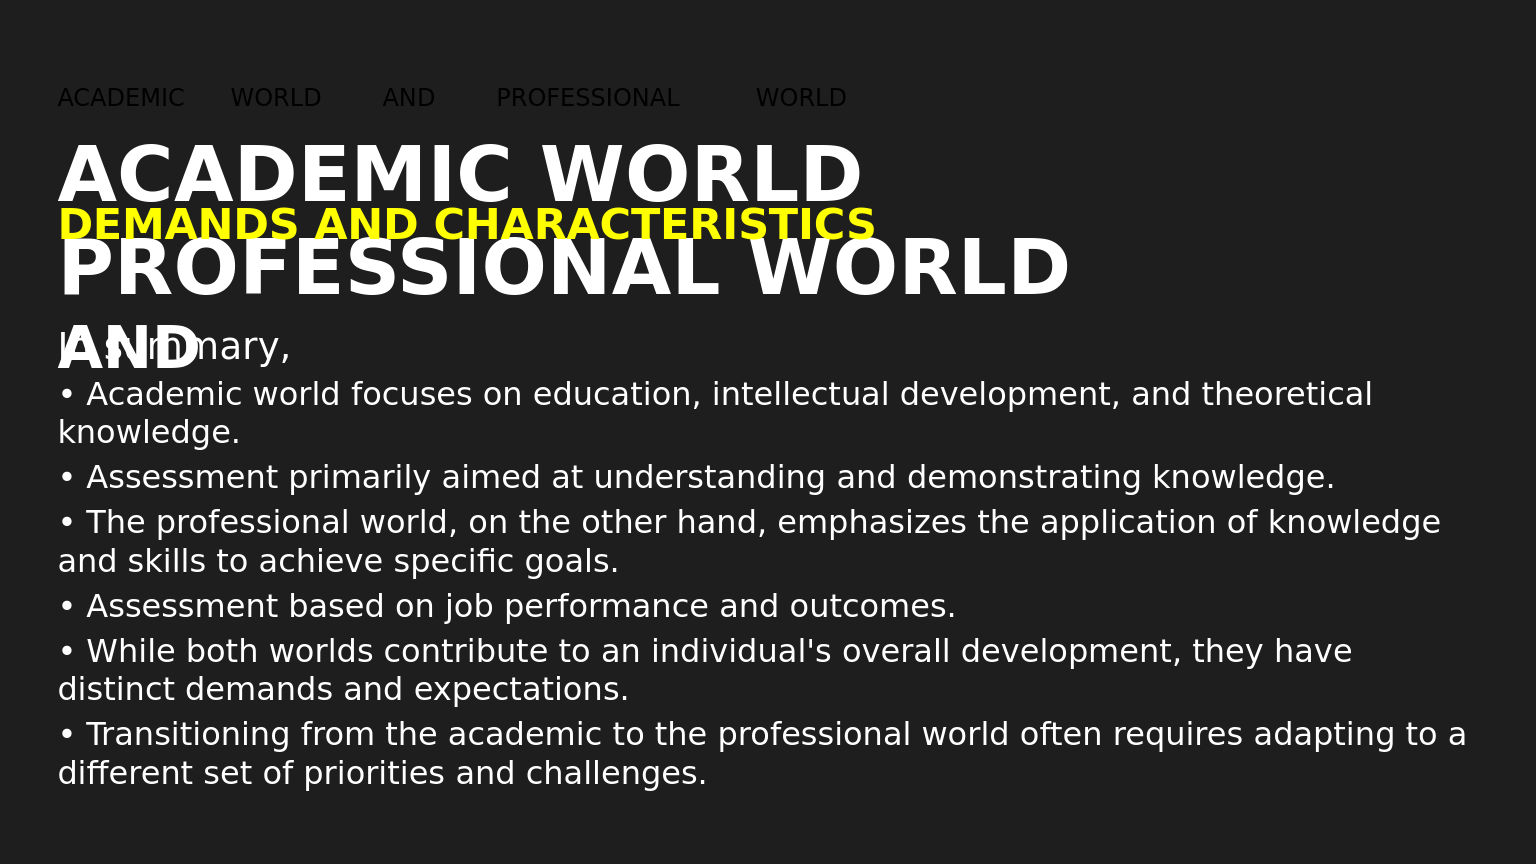 ACADEMIC WORLD AND PROFESSIONAL WORLD
ACADEMIC WORLD
DEMANDS AND CHARACTERISTICS
PROFESSIONAL WORLD
AND
In summary,
• Academic world focuses on education, intellectual development, and theoretical
knowledge.
• Assessment primarily aimed at understanding and demonstrating knowledge.
• The professional world, on the other hand, emphasizes the application of knowledge
and skills to achieve specific goals.
• Assessment based on job performance and outcomes.
• While both worlds contribute to an individual's overall development, they have
distinct demands and expectations.
• Transitioning from the academic to the professional world often requires adapting to a
different set of priorities and challenges.